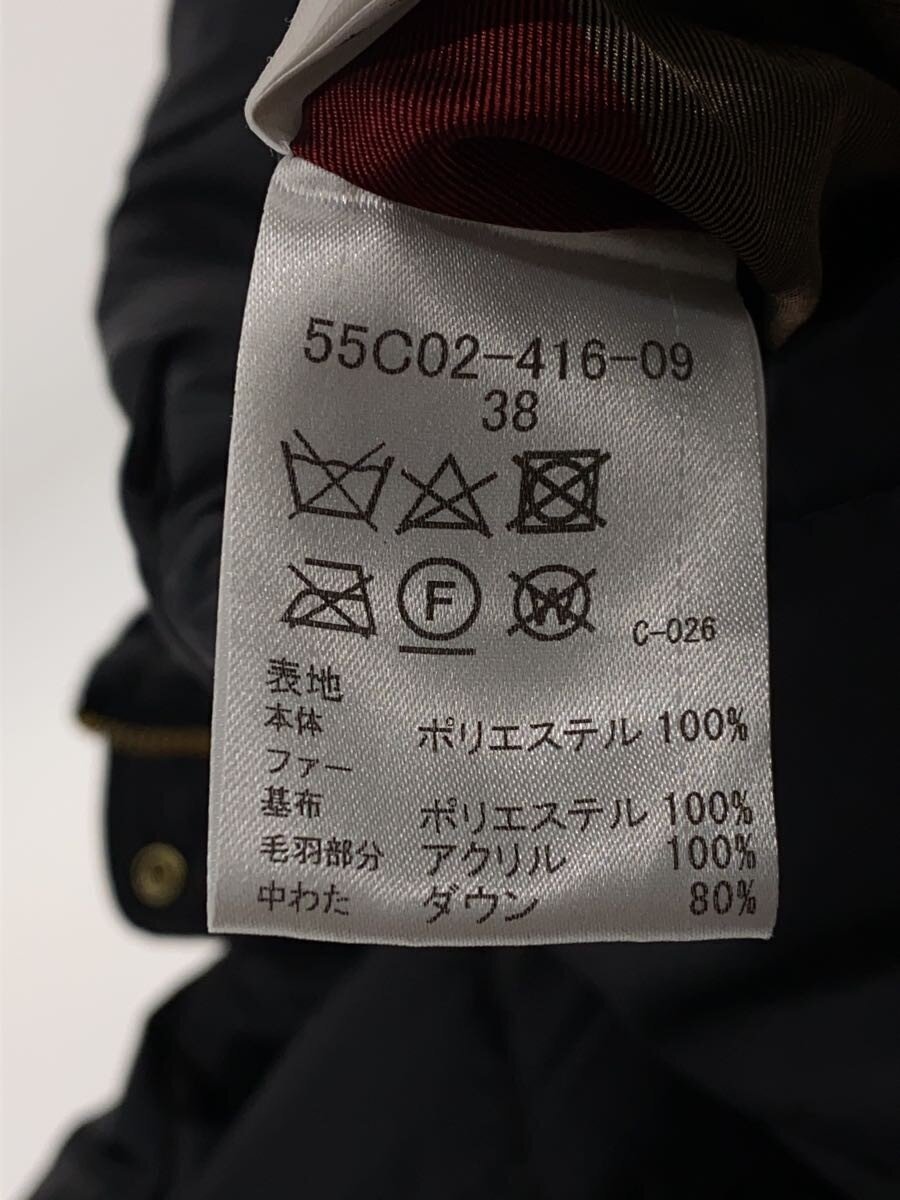 55C02-416-09
38
F
W
C-026
表地
本体 ポリエステル 100%
ファー
基布 ポリエステル 100%
毛羽部分 アクリル 100%
中わた ダウン 80%